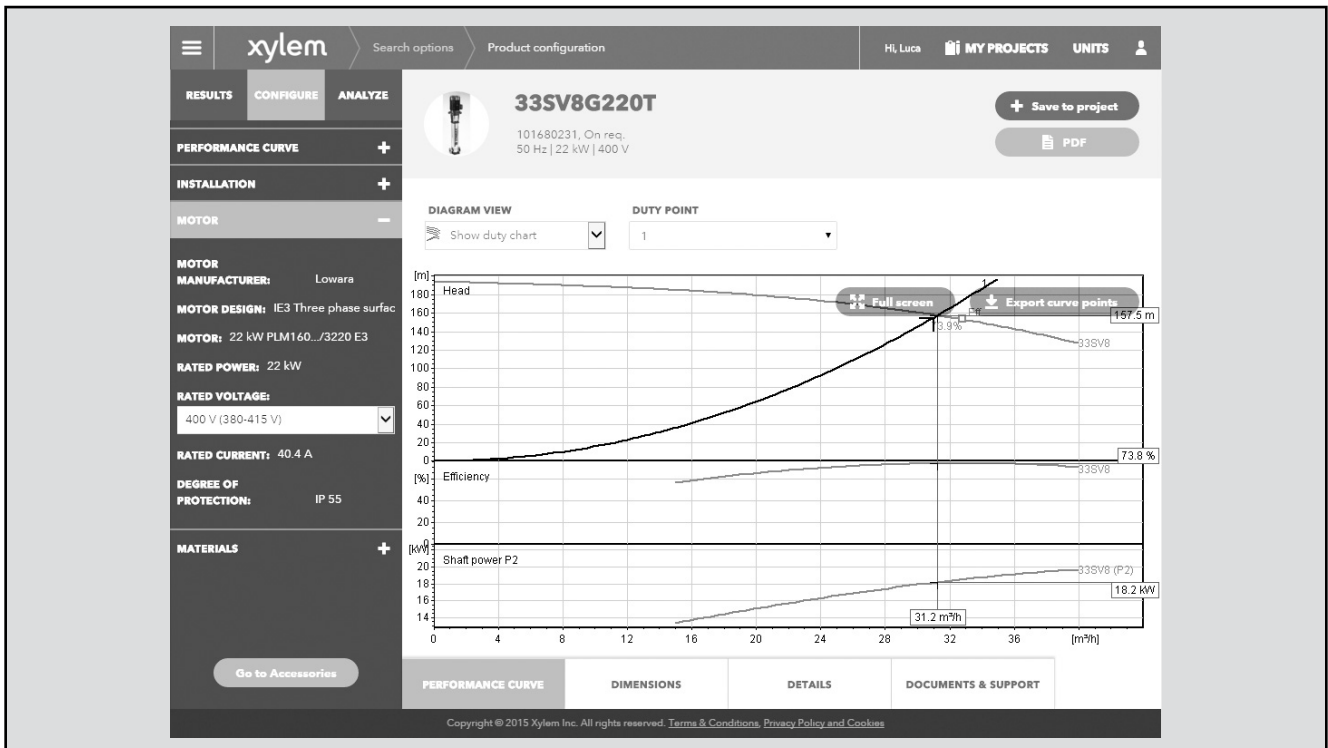 xylem
Search options
Product configuration
Hi, Luca
MY PROJECTS
UNITS
RESULTS
CONFIGURE
ANALYZE
PERFORMANCE CURVE
INSTALLATION
MOTOR
MOTOR
MANUFACTURER: Lowara
MOTOR DESIGN: IE3 Three phase surfac
MOTOR: 22 kW PLM160.../3220 E3
RATED POWER: 22 kW
RATED VOLTAGE:
400 V (380-415 V)
RATED CURRENT: 40.4 A
DEGREE OF
PROTECTION: IP 55
MATERIALS
Go to Accessories
33SV8G220T
101680231, On req.
50 Hz | 22 kW | 400 V
Save to project
PDF
DIAGRAM VIEW
Show duty chart
DUTY POINT
1
[m]
Head
180
160
140
120
100
80
60
40
20
0
1
Full screen
Export curve points
Eff
3.9%
157.5 m
33SV8
[%]
Efficiency
40
20
0
73.8 %
33SV8
[kW]
Shaft power P2
20
18
16
14
33SV8 (P2)
18.2 kW
31.2 m³/h
0 4 8 12 16 20 24 28 32 36 [m³/h]
PERFORMANCE CURVE
DIMENSIONS
DETAILS
DOCUMENTS & SUPPORT
Copyright © 2015 Xylem Inc. All rights reserved. Terms & Conditions, Privacy Policy and Cookies